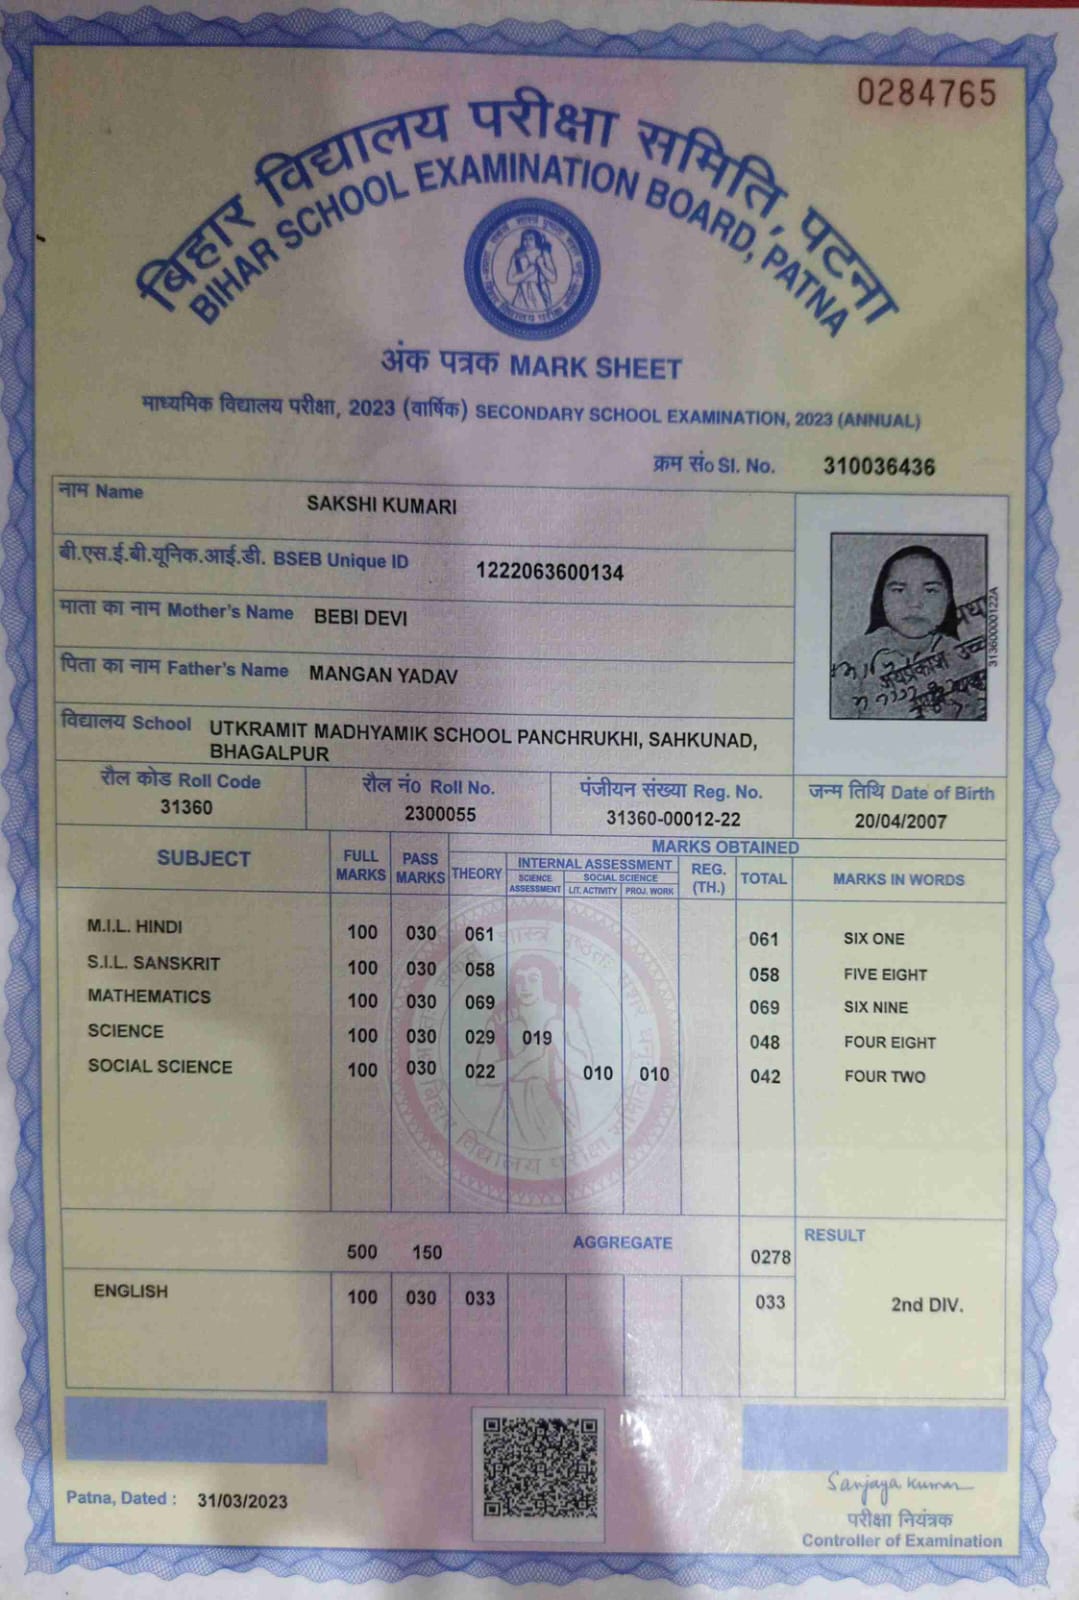 0284765
बिहार विद्यालय परीक्षा समिति, पटना
BIHAR SCHOOL EXAMINATION BOARD, PATNA
अंक पत्रक MARK SHEET
माध्यमिक विद्यालय परीक्षा, 2023 (वार्षिक) SECONDARY SCHOOL EXAMINATION, 2023 (ANNUAL)
क्रम सं० Sl. No. 310036436
नाम Name SAKSHI KUMARI
बी.एस.ई.बी.यूनिक.आई.डी. BSEB Unique ID 1222063600134
माता का नाम Mother's Name BEBI DEVI
पिता का नाम Father's Name MANGAN YADAV
विद्यालय School UTKRAMIT MADHYAMIK SCHOOL PANCHRUKHI, SAHKUNAD,
BHAGALPUR
31360000122A
रौल कोड Roll Code रौल नं० Roll No. पंजीयन संख्या Reg. No. जन्म तिथि Date of Birth
31360 2300055 31360-00012-22 20/04/2007
SUBJECT FULL MARKS PASS MARKS MARKS OBTAINED
THEORY INTERNAL ASSESSMENT REG. (TH.) TOTAL MARKS IN WORDS
SCIENCE ASSESSMENT SOCIAL SCIENCE
LIT. ACTIVITY PROJ. WORK
M.I.L. HINDI 100 030 061 061 SIX ONE
S.I.L. SANSKRIT 100 030 058 058 FIVE EIGHT
MATHEMATICS 100 030 069 069 SIX NINE
SCIENCE 100 030 029 019 048 FOUR EIGHT
SOCIAL SCIENCE 100 030 022 010 010 042 FOUR TWO
बिहार विद्यालय परीक्षा समिति
500 150 AGGREGATE 0278 RESULT
ENGLISH 100 030 033 033 2nd DIV.
Patna, Dated : 31/03/2023
Sanjaya Kumar
परीक्षा नियंत्रक
Controller of Examination